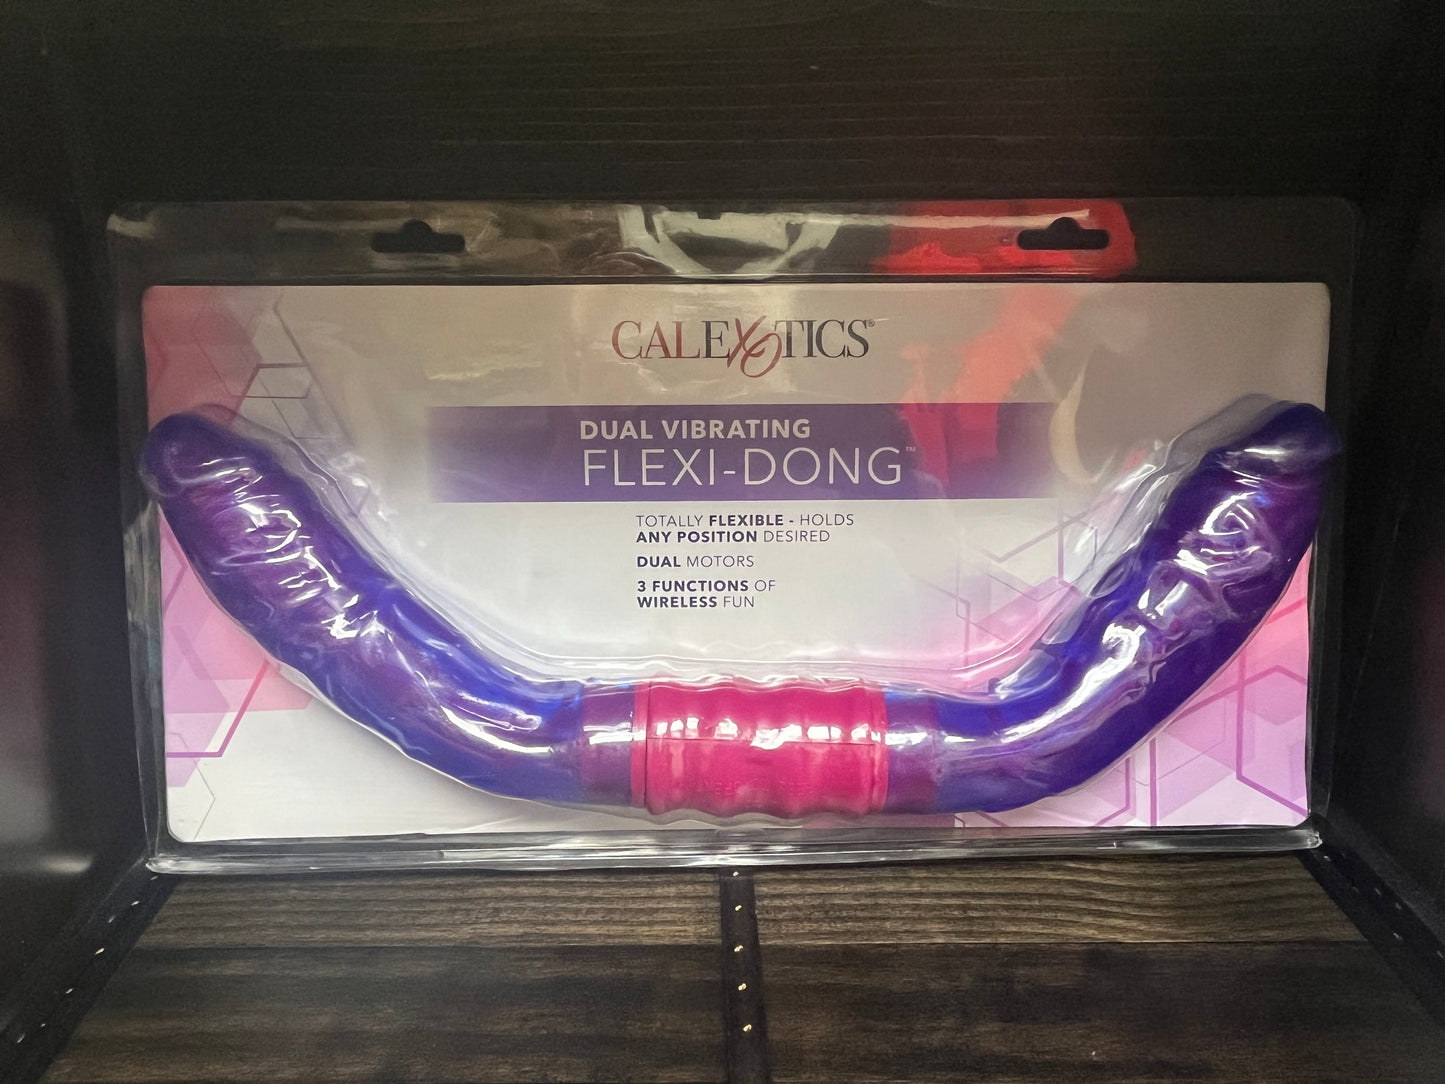 CALEXOTICS®
DUAL VIBRATING
FLEXI-DONG™
TOTALLY FLEXIBLE - HOLDS
ANY POSITION DESIRED
DUAL MOTORS
3 FUNCTIONS OF
WIRELESS FUN